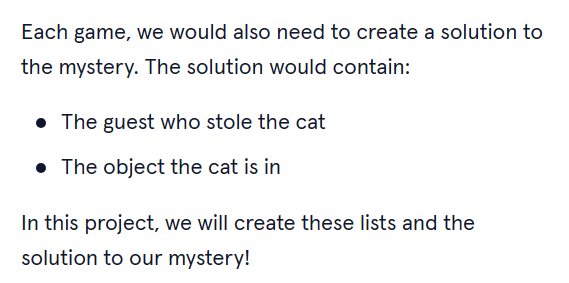 Each game, we would also need to create a solution to
the mystery. The solution would contain:
● The guest who stole the cat
● The object the cat is in
In this project, we will create these lists and the
solution to our mystery!